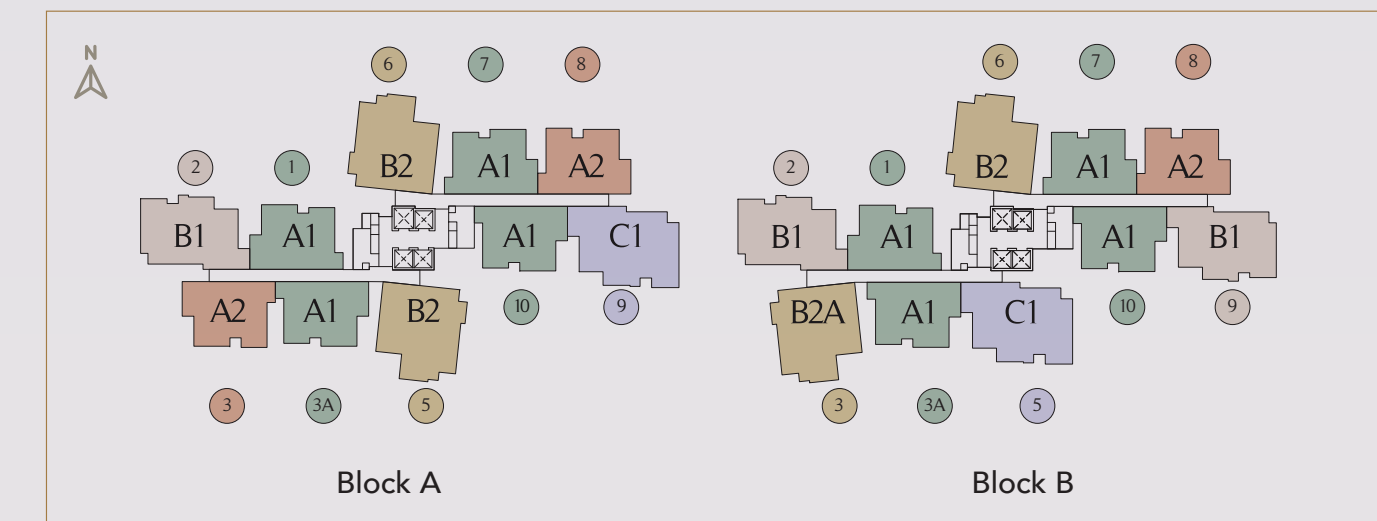 N
6 7 8 6 7 8
2 1 B2 A1 A2 2 1 B2 A1 A2
B1 A1 A1 C1 B1 A1 A1 B1
A2 A1 B2 10 9 B2A A1 C1 10 9
3 3A 5 3 3A 5
Block A Block B